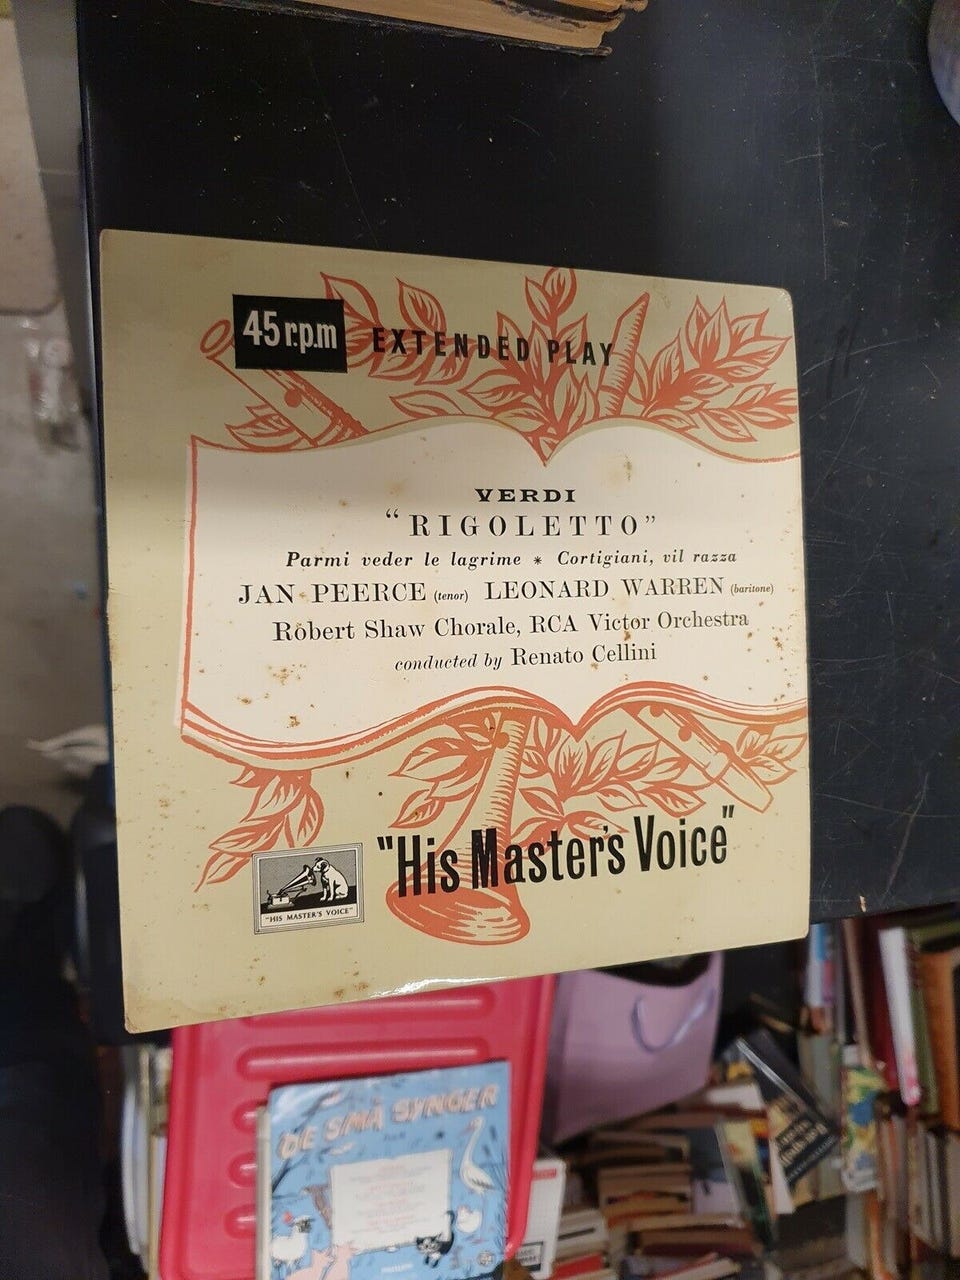 45 r.p.m EXTENDED PLAY
VERDI
"RIGOLETTO"
Parmi veder le lagrime * Cortigiani, vil razza
JAN PEERCE (tenor) LEONARD WARREN (baritone)
Robert Shaw Chorale, RCA Victor Orchestra
conducted by Renato Cellini
"His Master's Voice"
"HIS MASTER'S VOICE"
DE SMÅ SYNGER